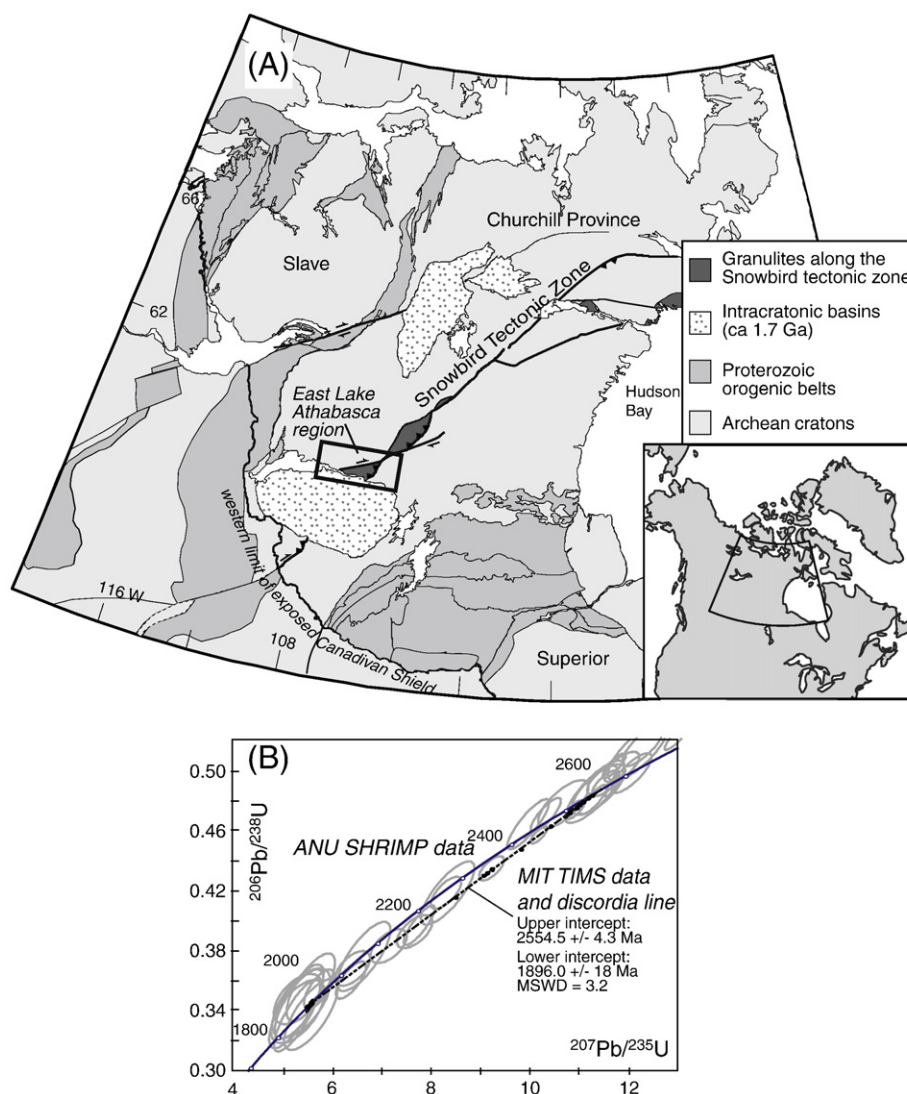 (A)
66
Slave
Churchill Province
62
Snowbird Tectonic Zone
East Lake
Athabasca
region
Hudson
Bay
Granulites along the
Snowbird tectonic zone
Intracratonic basins
(ca 1.7 Ga)
Proterozoic
orogenic belts
Archean cratons
116 W
108
western limit of exposed Canadivan Shield
Superior
(B)
0.50
0.46
0.42
0.38
0.34
0.30
206Pb/238U
2600
2400
2200
2000
1800
ANU SHRIMP data
MIT TIMS data
and discordia line
Upper intercept:
2554.5 +/- 4.3 Ma
Lower intercept:
1896.0 +/- 18 Ma
MSWD = 3.2
207Pb/235U
4 6 8 10 12